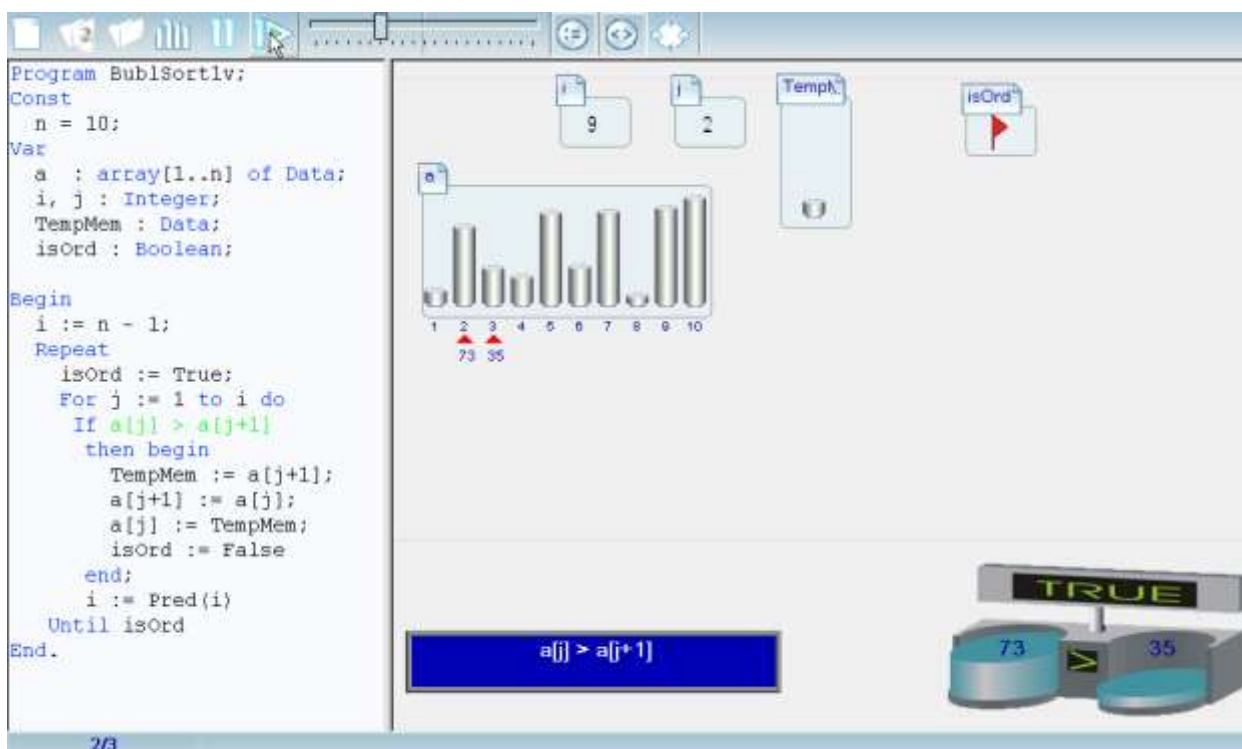 Program BublSort1v;
Const
n = 10;
Var
a : array[1..n] of Data;
i, j : Integer;
TempMem : Data;
isOrd : Boolean;
Begin
i := n - 1;
Repeat
isOrd := True;
For j := 1 to i do
If a[j] > a[j+1]
then begin
TempMem := a[j+1];
a[j+1] := a[j];
a[j] := TempMem;
isOrd := False
end;
i := Pred(i)
Until isOrd
End.
2/3
:= <>
i j TempM isOrd
9 2
a
1 2 3 4 5 6 7 8 9 10
73 35
a[j] > a[j+1]
TRUE
73 > 35